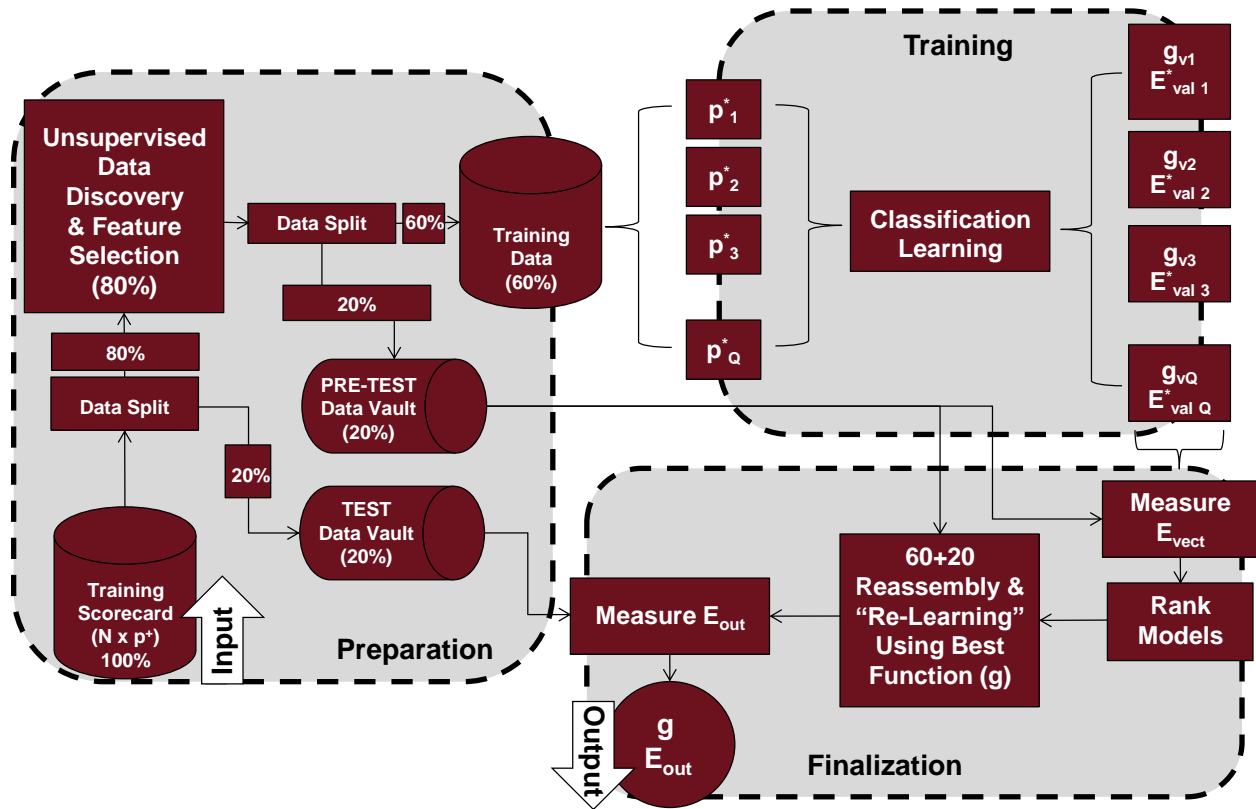 Unsupervised
Data
Discovery
& Feature
Selection
(80%)
80%
Data Split
20%
Training
Scorecard
(N x p⁺)
100%
Input
Data Split
60%
20%
Training
Data
(60%)
PRE-TEST
Data Vault
(20%)
TEST
Data Vault
(20%)
Preparation
Training
p*1
p*2
p*3
p*Q
Classification
Learning
gv1
E*val 1
gv2
E*val 2
gv3
E*val 3
gvQ
E*val Q
Measure
Evect
Rank
Models
60+20
Reassembly &
“Re-Learning”
Using Best
Function (g)
Measure Eout
g
Eout
Output
Finalization